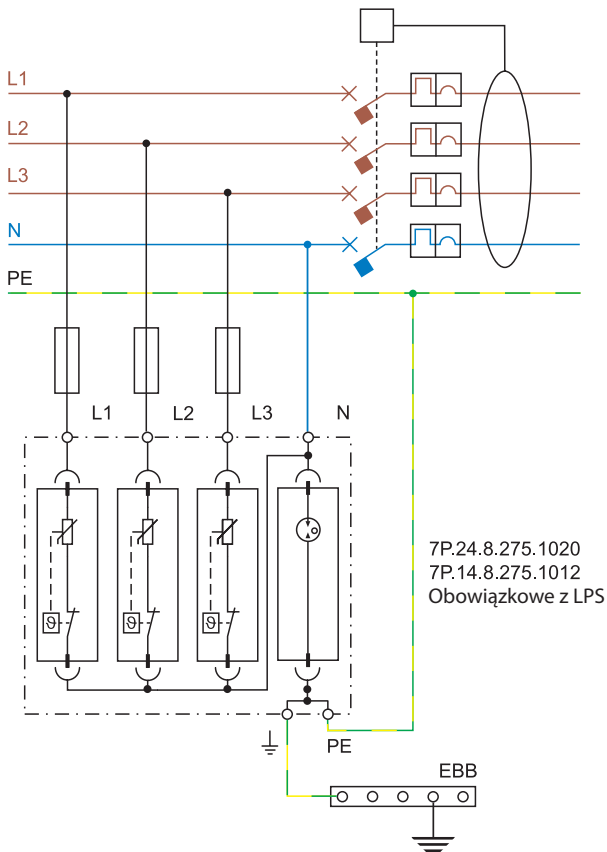 L1
L2
L3
N
PE
L1 L2 L3 N
ϑ ϑ ϑ
7P.24.8.275.1020
7P.14.8.275.1012
Obowiązkowe z LPS
PE
EBB